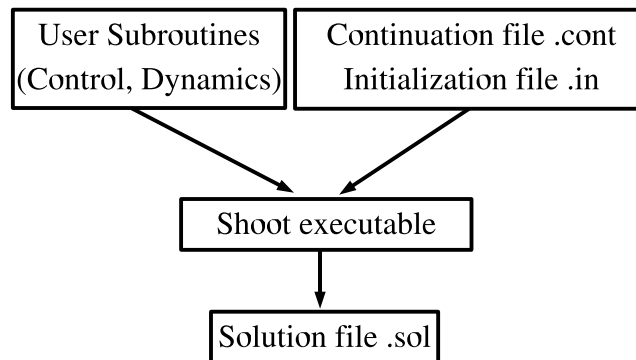 User Subroutines
(Control, Dynamics)
Continuation file .cont
Initialization file .in
Shoot executable
Solution file .sol